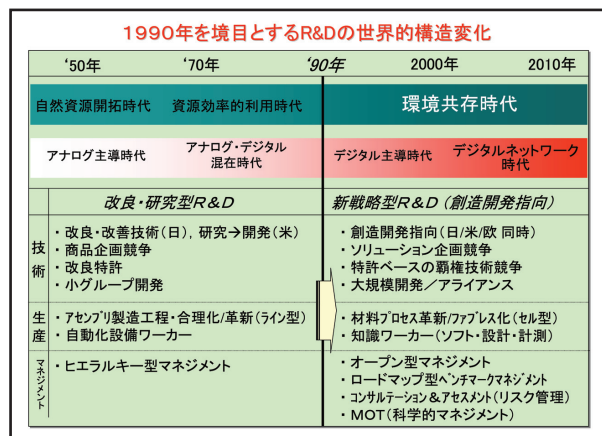 1990年を境目とするR&Dの世界的構造変化
'50年 '70年 '90年 2000年 2010年
自然資源開拓時代 資源効率的利用時代 環境共存時代
アナログ主導時代 アナログ・デジタル混在時代 デジタル主導時代 デジタルネットワーク時代
改良・研究型R&D 新戦略型R&D(創造開発指向)
技術
・改良・改善技術(日),研究→開発(米)
・商品企画競争
・改良特許
・小グループ開発
・創造開発指向(日/米/欧 同時)
・ソリューション企画競争
・特許ベースの覇権技術競争
・大規模開発/アライアンス
生産
・アセンブリ製造工程・合理化/革新(ライン型)
・自動化設備ワーカー
・材料プロセス革新/ファブレス化(セル型)
・知識ワーカー(ソフト・設計・計測)
マネジメント
・ヒエラルキー型マネジメント
・オープン型マネジメント
・ロードマップ型ベンチマークマネジメント
・コンサルテーション&アセスメント(リスク管理)
・MOT(科学的マネジメント)